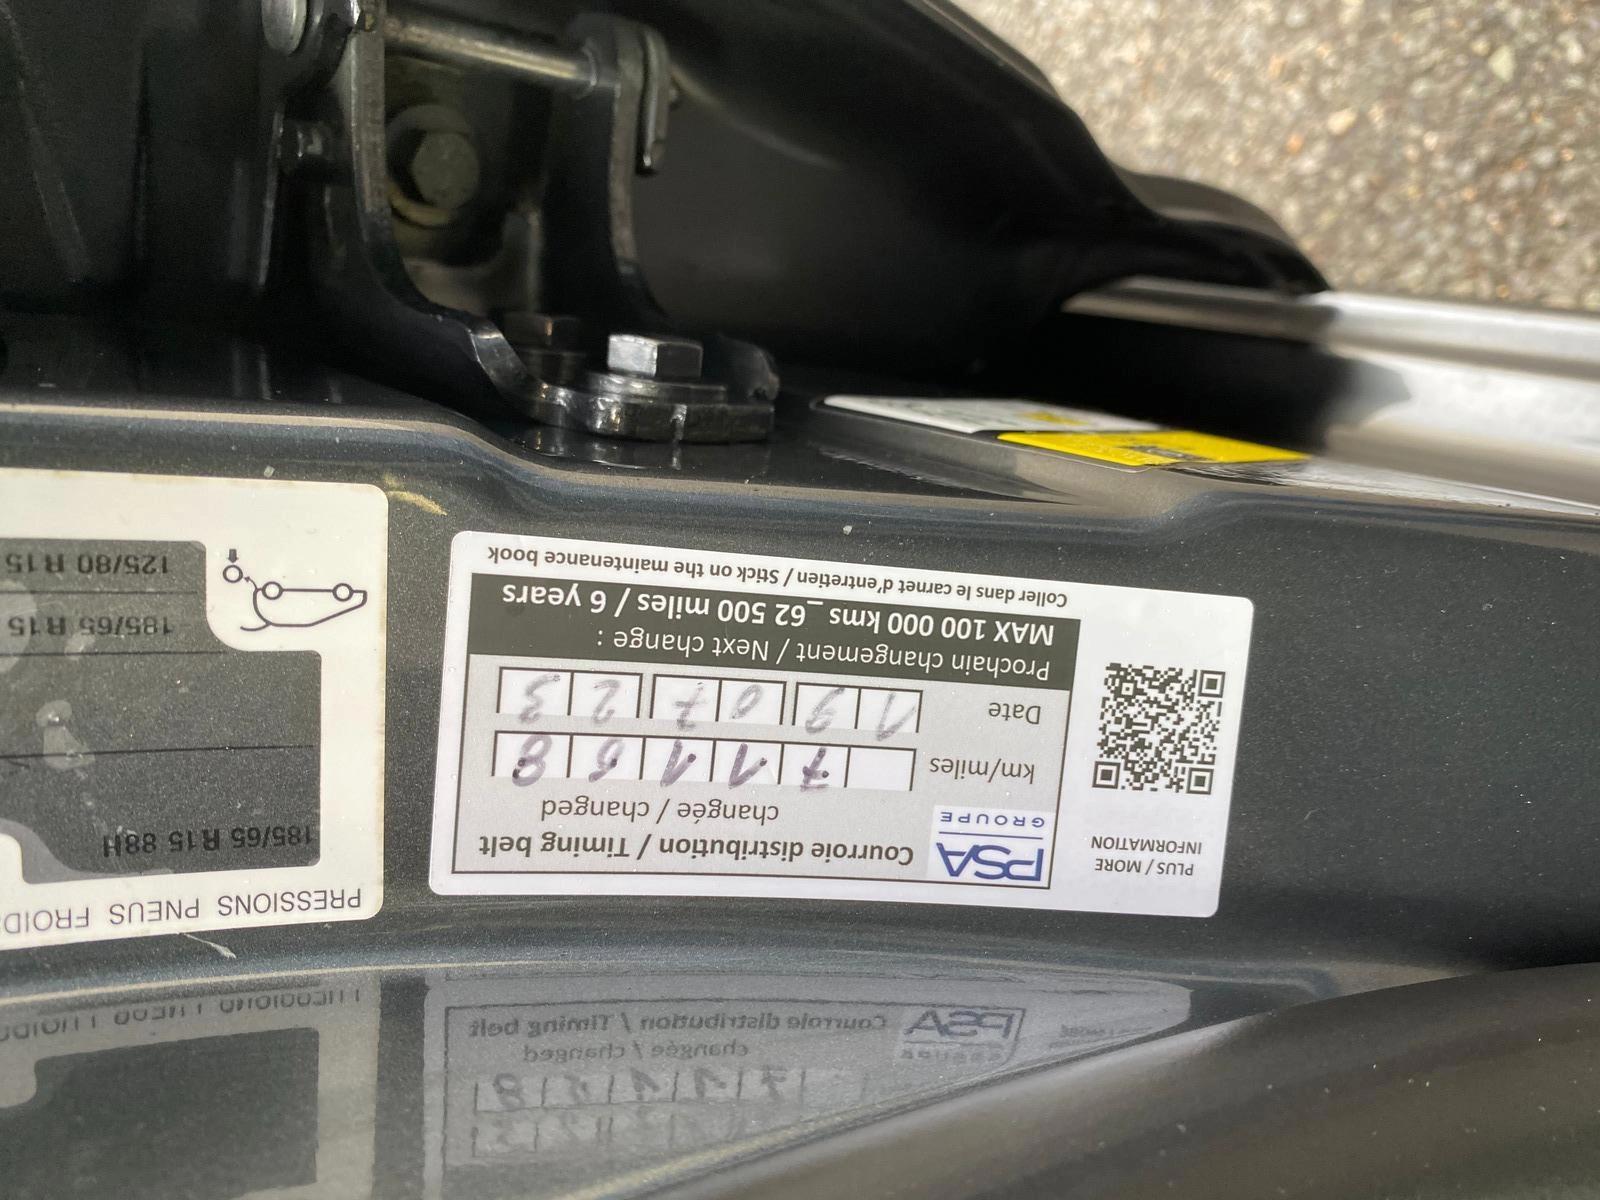 PLUS / MORE
INFORMATION
PSA
GROUPE
Courroie distribution / Timing belt
changée / changed
km/miles 7 1 1 6 8
Date 1 9 0 7 2 3
Prochain changement / Next change :
MAX 100 000 kms_62 500 miles / 6 years
Coller dans le carnet d'entretien / Stick on the maintenance book
PRESSIONS PNEUS FROID
185/65 R15 88H
185/65 R 15
125/80 R 15